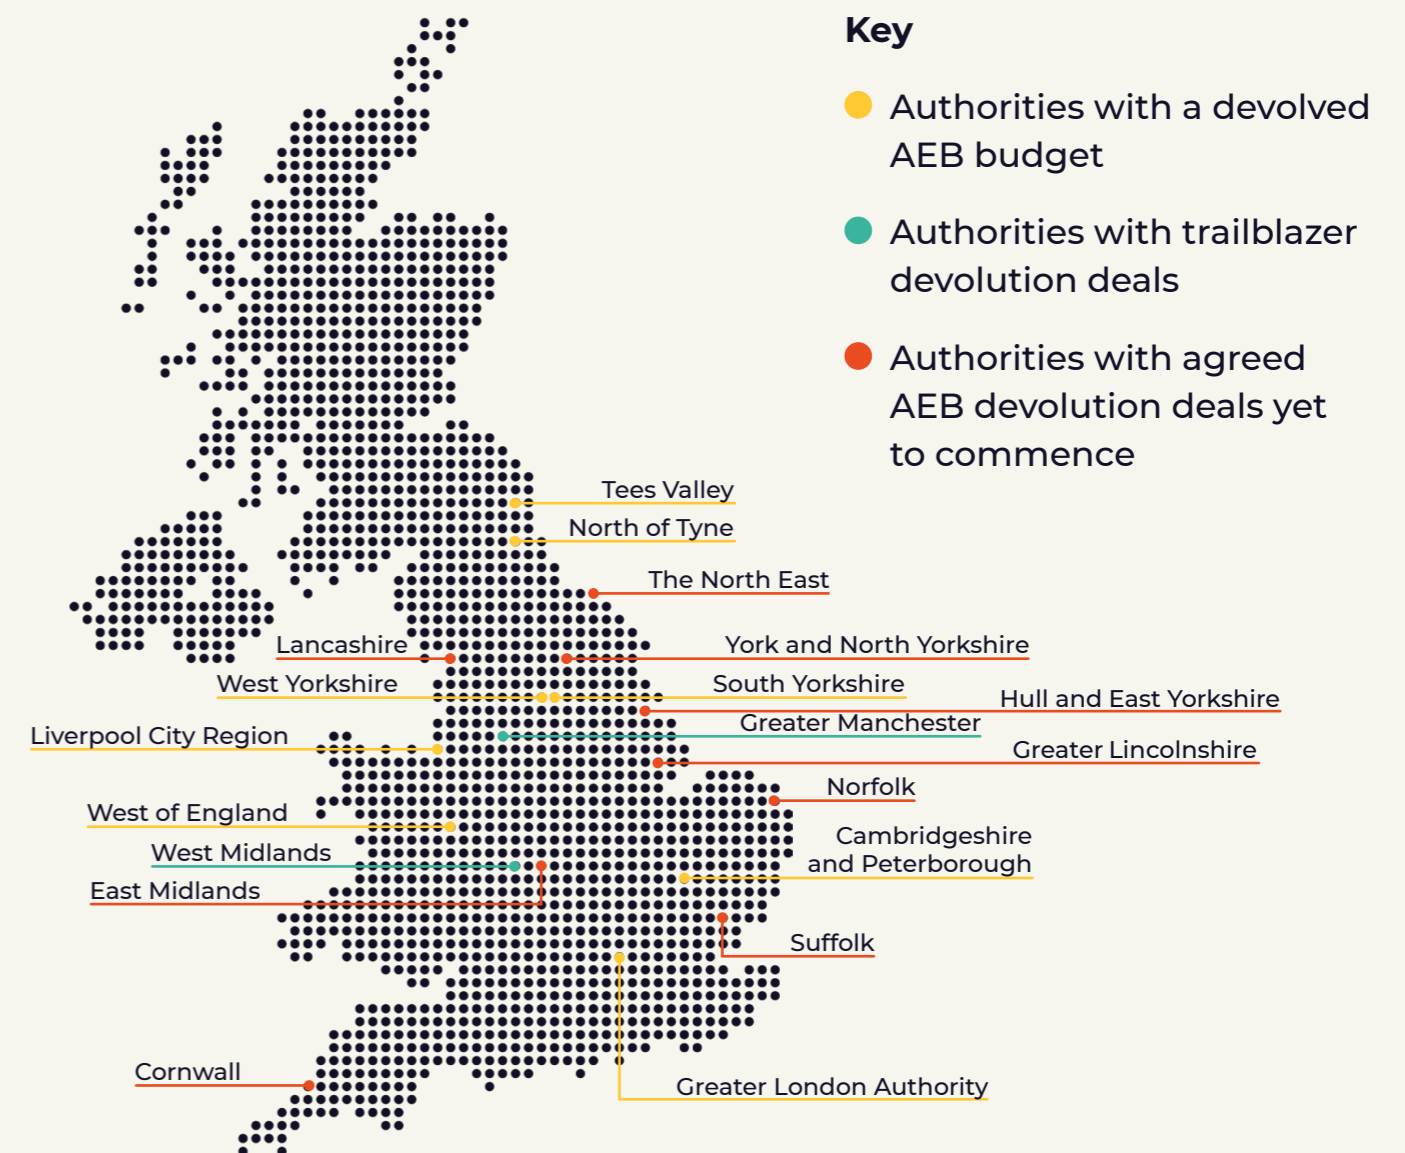 Key
Authorities with a devolved
AEB budget
Authorities with trailblazer
devolution deals
Authorities with agreed
AEB devolution deals yet
to commence
Tees Valley
North of Tyne
The North East
Lancashire
York and North Yorkshire
West Yorkshire
South Yorkshire
Hull and East Yorkshire
Greater Manchester
Liverpool City Region
Greater Lincolnshire
Norfolk
West of England
Cambridgeshire
and Peterborough
West Midlands
East Midlands
Suffolk
Cornwall
Greater London Authority